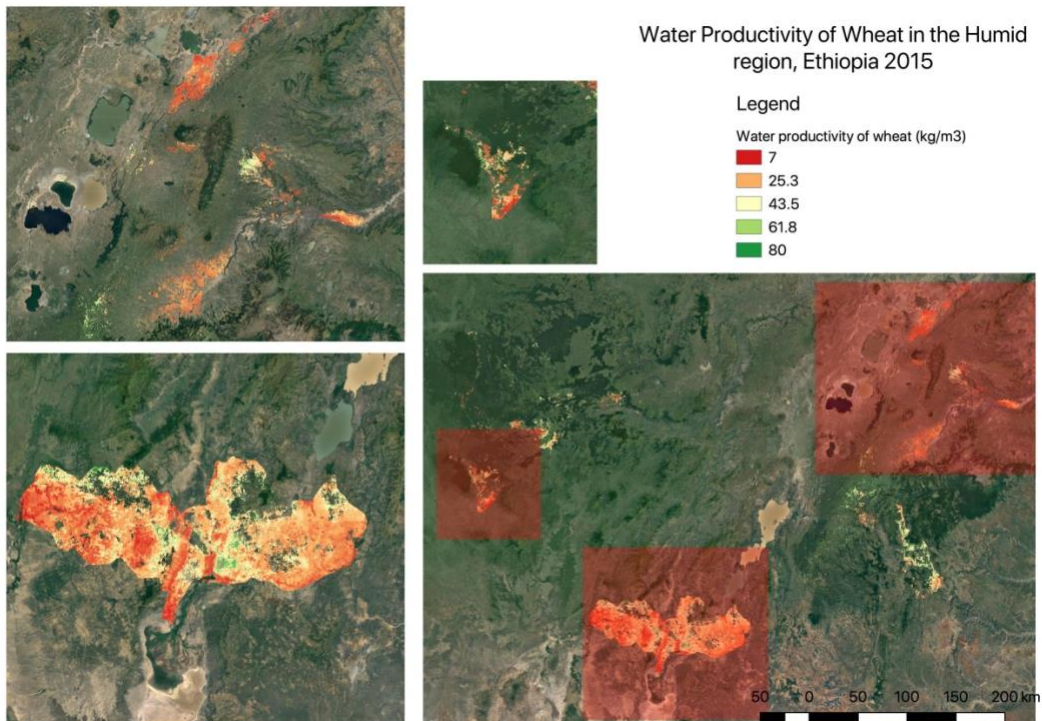 Water Productivity of Wheat in the Humid
region, Ethiopia 2015
Legend
Water productivity of wheat (kg/m3)
7
25.3
43.5
61.8
80
50 0 50 100 150 200 km